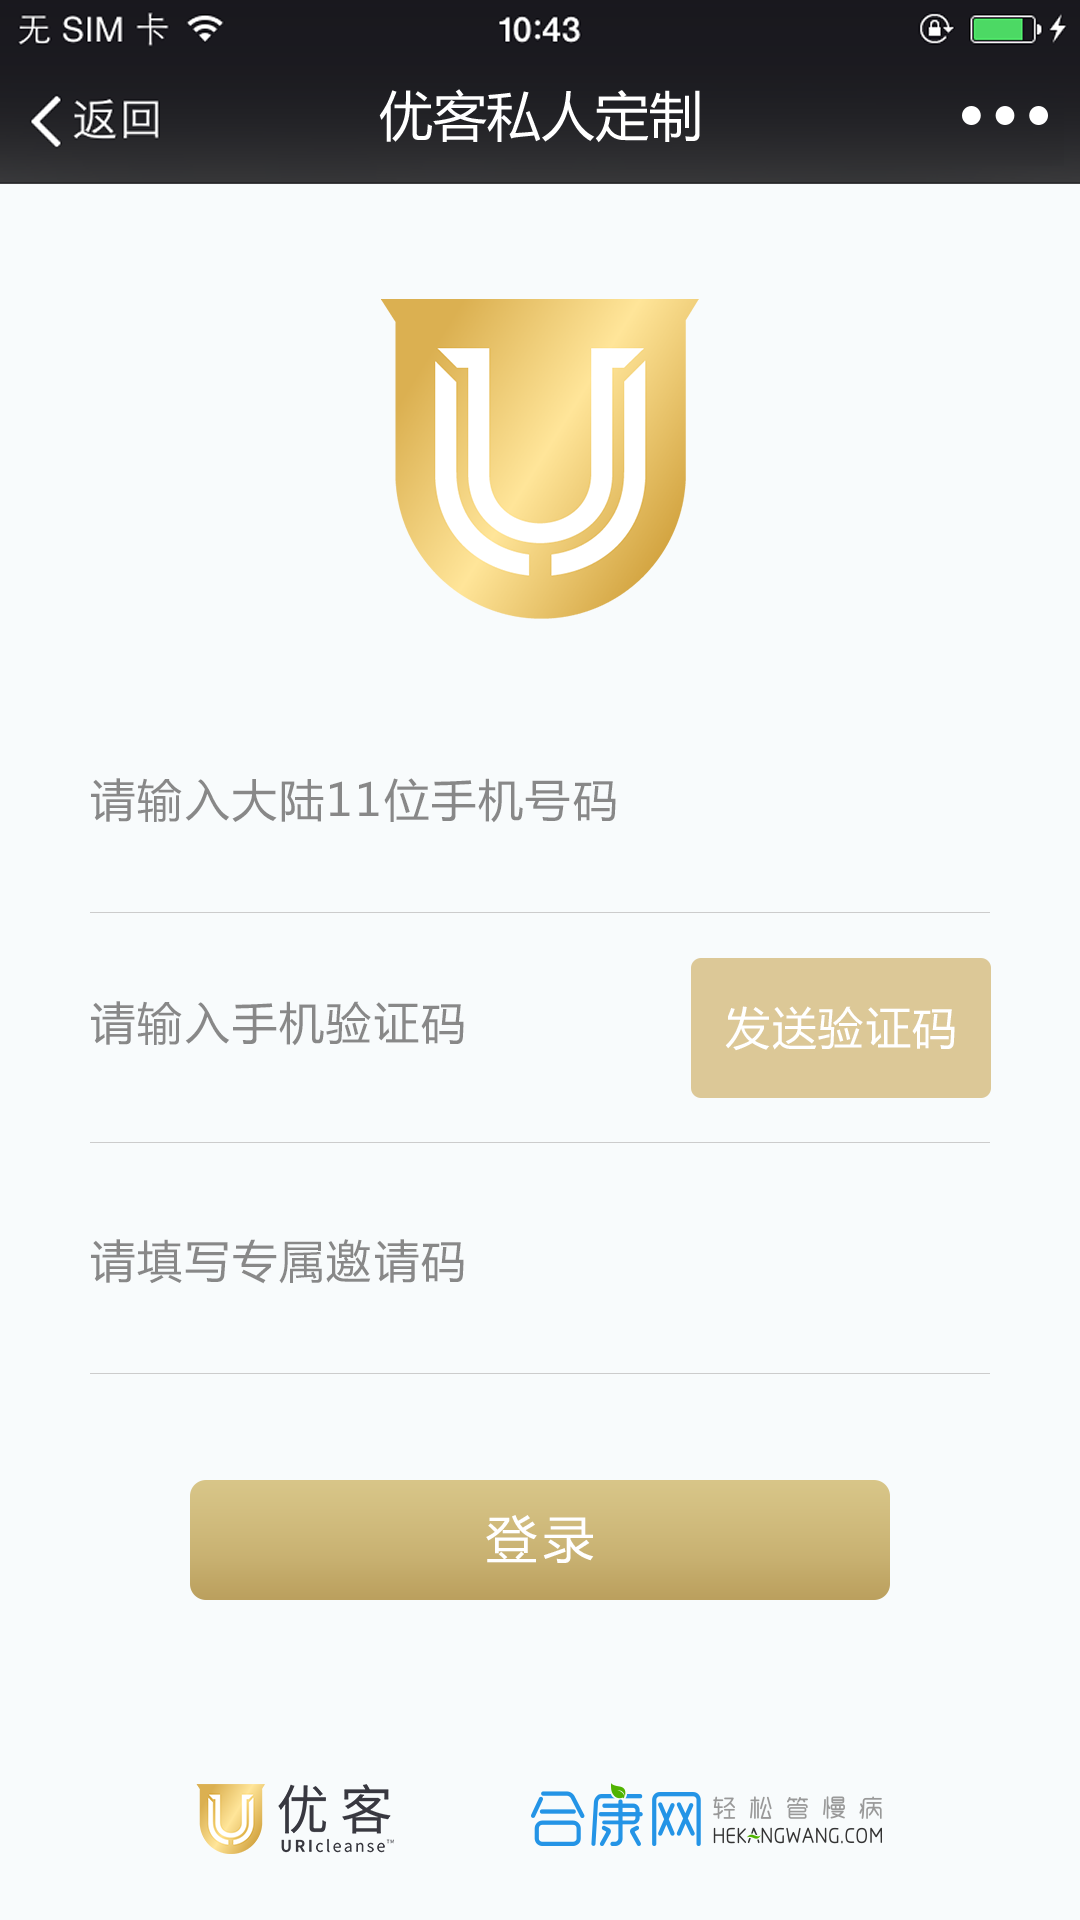 无 SIM 卡
10:43
返回
优客私人定制
请输入大陆11位手机号码
请输入手机验证码
发送验证码
请填写专属邀请码
登录
优客
URIcleanse™
合康网
轻松管慢病
HEKANGWANG.COM